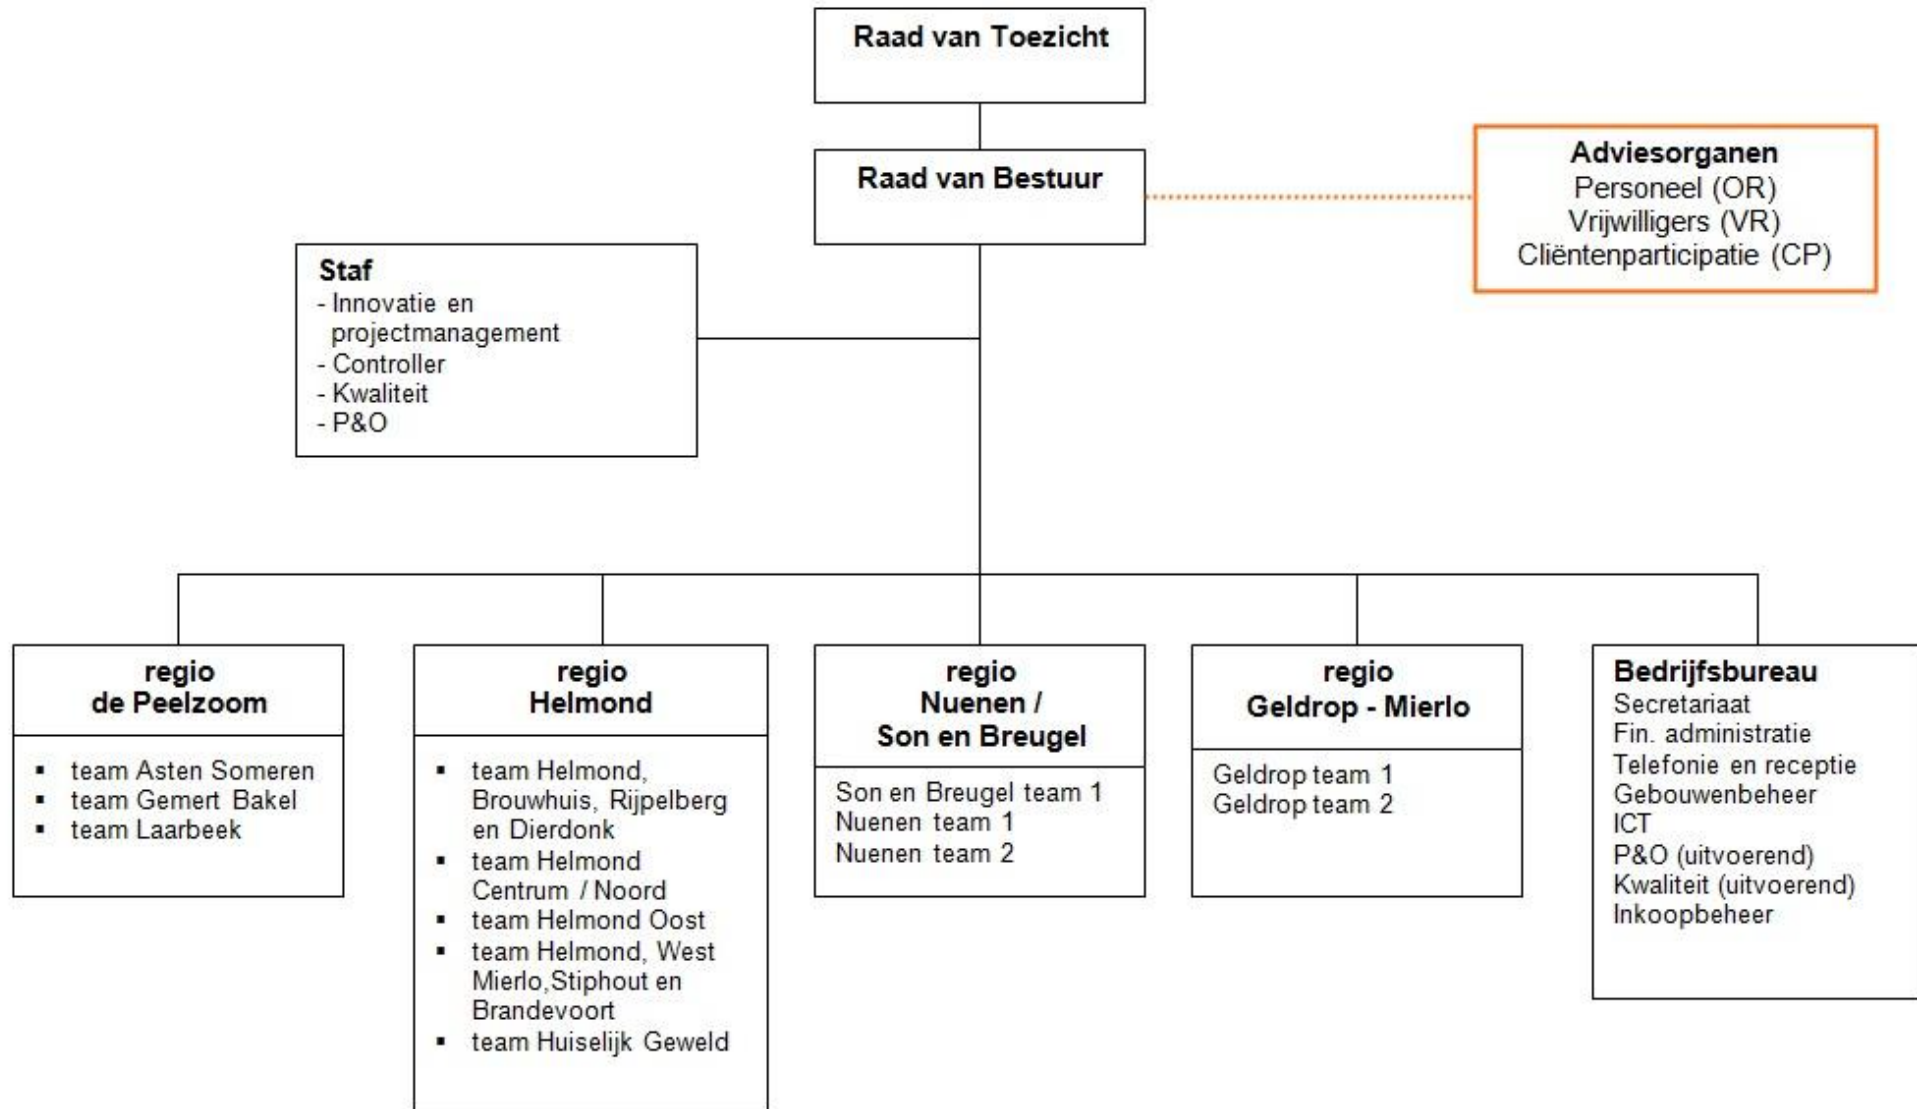 Raad van Toezicht
Raad van Bestuur
Adviesorganen
Personeel (OR)
Vrijwilligers (VR)
Cliëntenparticipatie (CP)
Staf
- Innovatie en
projectmanagement
- Controller
- Kwaliteit
- P&O
regio
de Peelzoom
▪ team Asten Someren
▪ team Gemert Bakel
▪ team Laarbeek
regio
Helmond
▪ team Helmond,
Brouwhuis, Rijpelberg
en Dierdonk
▪ team Helmond
Centrum / Noord
▪ team Helmond Oost
▪ team Helmond, West
Mierlo,Stiphout en
Brandevoort
▪ team Huiselijk Geweld
regio
Nuenen /
Son en Breugel
Son en Breugel team 1
Nuenen team 1
Nuenen team 2
regio
Geldrop - Mierlo
Geldrop team 1
Geldrop team 2
Bedrijfsbureau
Secretariaat
Fin. administratie
Telefonie en receptie
Gebouwenbeheer
ICT
P&O (uitvoerend)
Kwaliteit (uitvoerend)
Inkoopbeheer